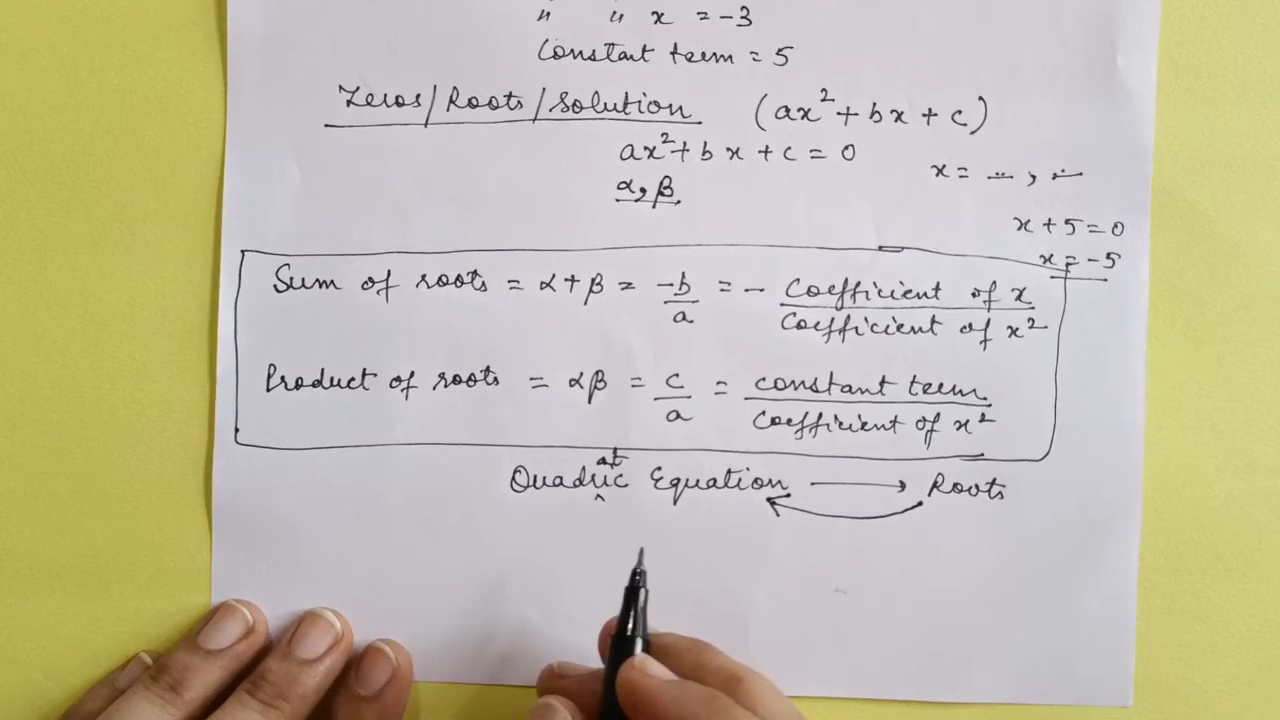 " " x = -3
Constant term = 5
Zeros/Roots/Solution (ax² + bx + c)
ax² + bx + c = 0
x = … , …
α, β
x + 5 = 0
x = -5
Sum of roots = α + β = -b/a = - Coefficient of x / Coefficient of x²
Product of roots = αβ = c/a = constant term / Coefficient of x²
Quadratic Equation → Roots